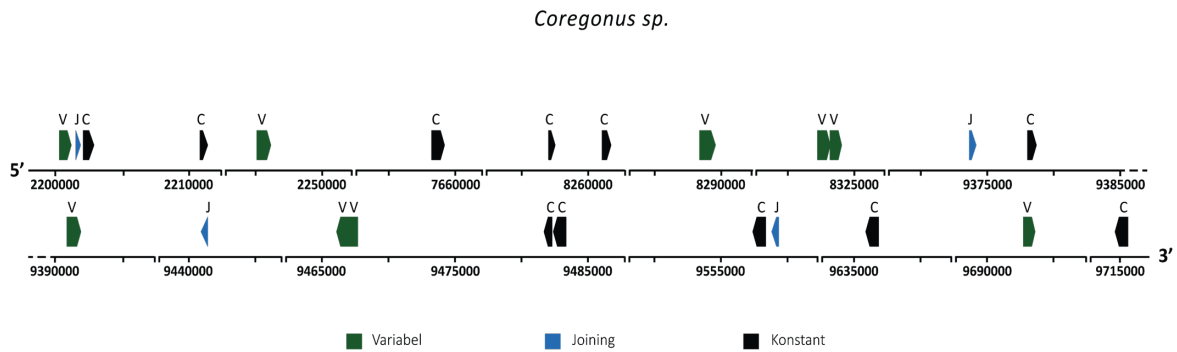 Coregonus sp.
V J C C V C C C V V V J C
5’
2200000 2210000 2250000 7660000 8260000 8290000 8325000 9375000 9385000
V J V V C C C J C V C
3’
9390000 9440000 9465000 9475000 9485000 9555000 9635000 9690000 9715000
Variabel Joining Konstant